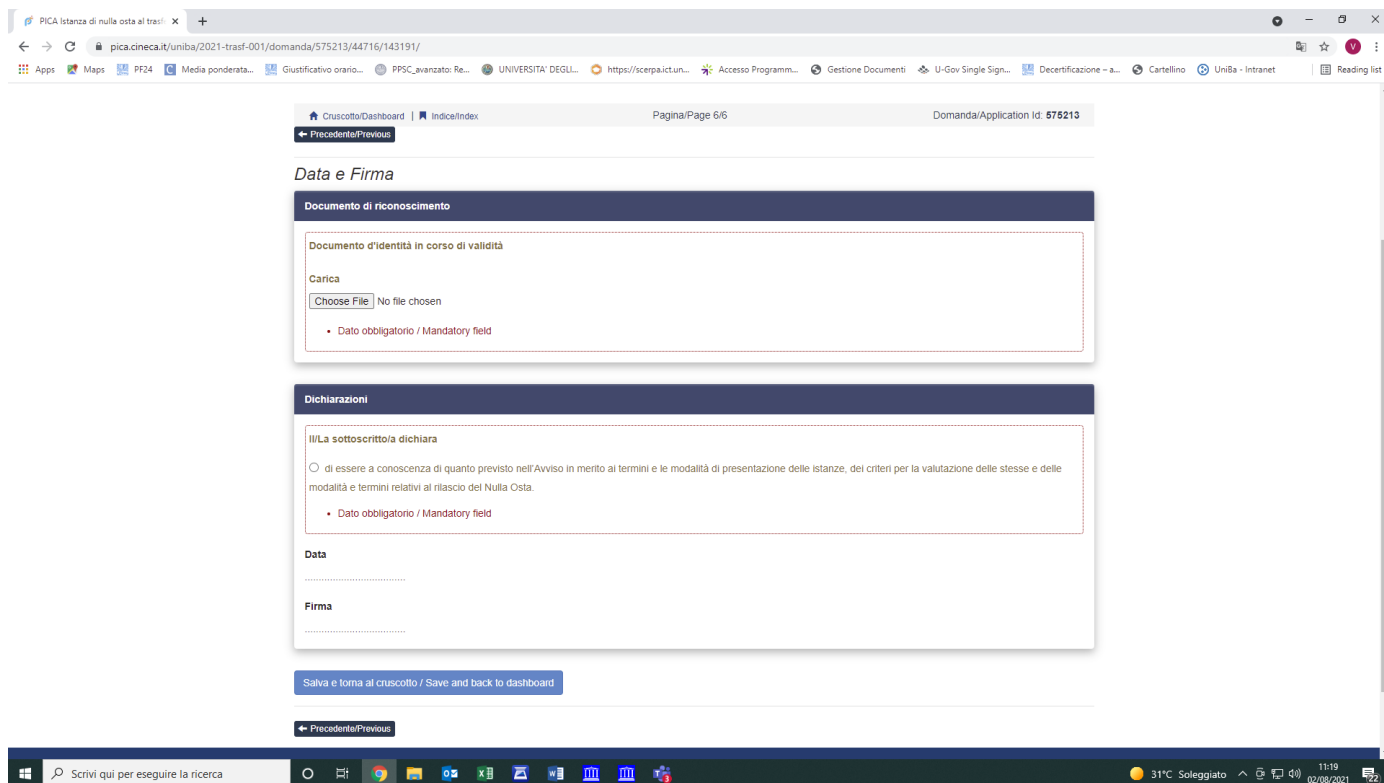 PICA Istanza di nulla osta al trasf
pica.cineca.it/uniba/2021-trasf-001/domanda/575213/44716/143191/
V
Apps Maps PF24 Media ponderata... Giustificativo orario... PPSC_avanzato: Re... UNIVERSITA' DEGLI... https://scerpa.ict.un... Accesso Programm... Gestione Documenti U-Gov Single Sign... Decertificazione – a... Cartellino UniBa - Intranet Reading list
Cruscotto/Dashboard | Indice/Index Pagina/Page 6/6 Domanda/Application Id: 575213
Precedente/Previous
Data e Firma
Documento di riconoscimento
Documento d'identità in corso di validità
Carica
Choose File No file chosen
• Dato obbligatorio / Mandatory field
Dichiarazioni
Il/La sottoscritto/a dichiara
di essere a conoscenza di quanto previsto nell'Avviso in merito ai termini e le modalità di presentazione delle istanze, dei criteri per la valutazione delle stesse e delle
modalità e termini relativi al rilascio del Nulla Osta.
• Dato obbligatorio / Mandatory field
Data
..................................
Firma
..................................
Salva e torna al cruscotto / Save and back to dashboard
Precedente/Previous
Scrivi qui per eseguire la ricerca
31°C Soleggiato
11:19
02/08/2021
22